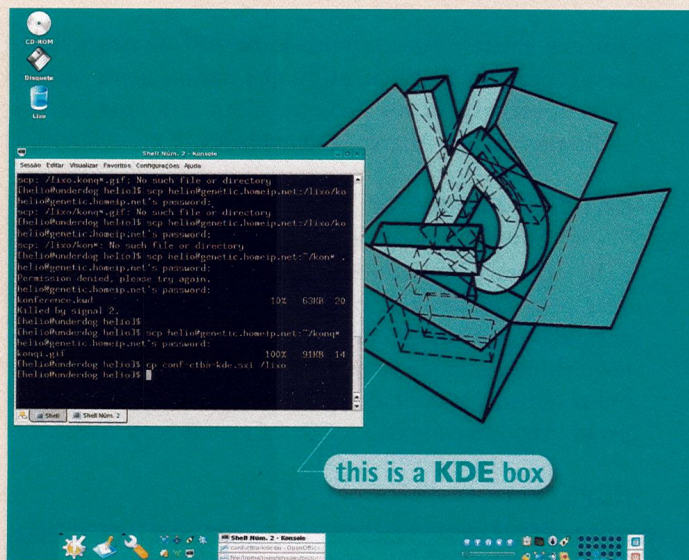 CD-ROM
Disquete
Lixo
Shell Núm. 2 - Konsole
Sessão Editar Visualizar Favoritos Configurações Ajuda
scp: /lixo.konq*.gif: No such file or directory
[helio@underdog helio]$ scp helio@genetic.homeip.net:/lixo/ko
helio@genetic.homeip.net's password:
scp: /lixo/konq*.gif: No such file or directory
[helio@underdog helio]$ scp helio@genetic.homeip.net:/lixo/ko
helio@genetic.homeip.net's password:
scp: /lixo/kon*: No such file or directory
[helio@underdog helio]$ scp helio@genetic.homeip.net:~/kon* .
helio@genetic.homeip.net's password:
Permission denied, please try again.
helio@genetic.homeip.net's password:
konference.kwd 10% 63KB 20
Killed by signal 2.
[helio@underdog helio]$
[helio@underdog helio]$ scp helio@genetic.homeip.net:~/konq*
helio@genetic.homeip.net's password:
konqi.gif 100% 91KB 14
[helio@underdog helio]$ cp conf-ctba-kde.sxi /lixo
[helio@underdog helio]$
Shell
Shell Núm. 2
this is a KDE box
Shell Núm. 2 - Konsole